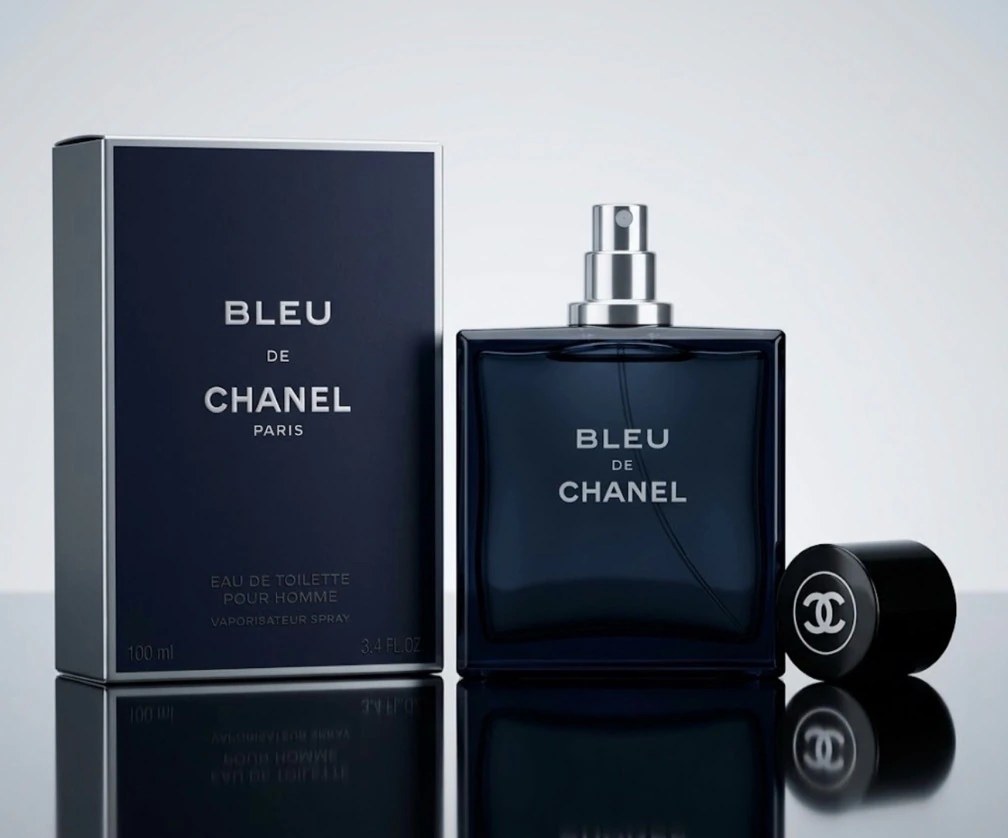 BLEU
DE
CHANEL
PARIS
EAU DE TOILETTE
POUR HOMME
VAPORISATEUR SPRAY
100 ml
3.4 FL.OZ
BLEU
DE
CHANEL